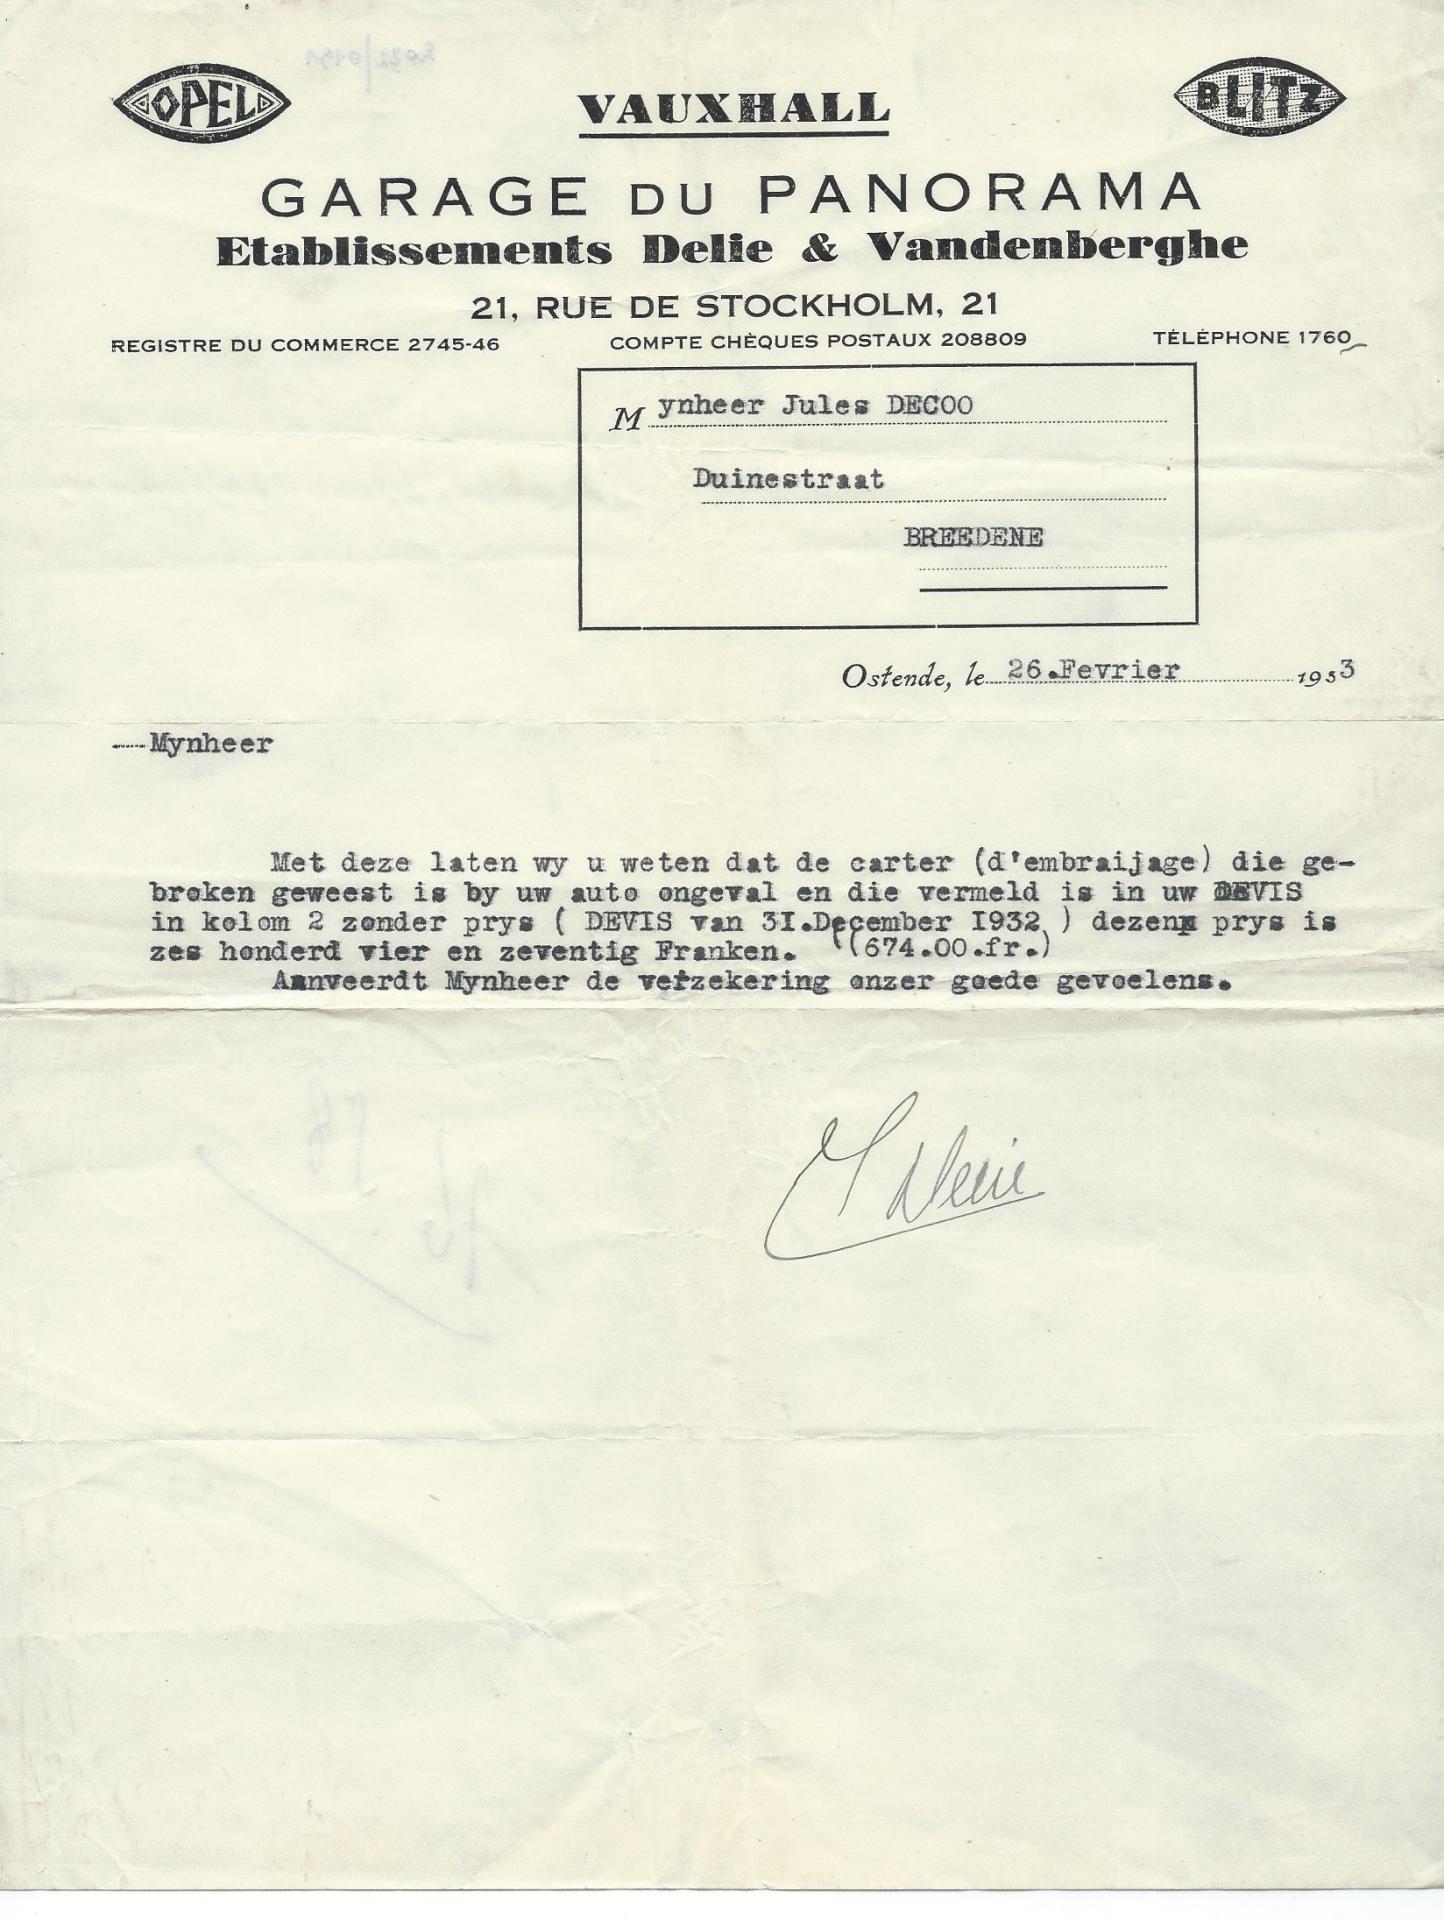 OPEL
VAUXHALL
BLITZ
GARAGE DU PANORAMA
Etablissements Delie & Vandenberghe
21, RUE DE STOCKHOLM, 21
REGISTRE DU COMMERCE 2745-46 COMPTE CHÈQUES POSTAUX 208809 TÉLÉPHONE 1760
Mynheer Jules DECOO
Duinestraat
BREEDENE
Ostende, le 26.Fevrier 1933
Mynheer
Met deze laten wy u weten dat de carter (d'embraijage) die ge-
broken geweest is by uw auto ongeval en die vermeld is in uw DEVIS
in kolom 2 zonder prys ( DEVIS van 31.December 1932 ) dezen prys is
zes honderd vier en zeventig Franken. (674.00.fr.)
Aanveerdt Mynheer de verzekering onzer goede gevoelens.
Delie